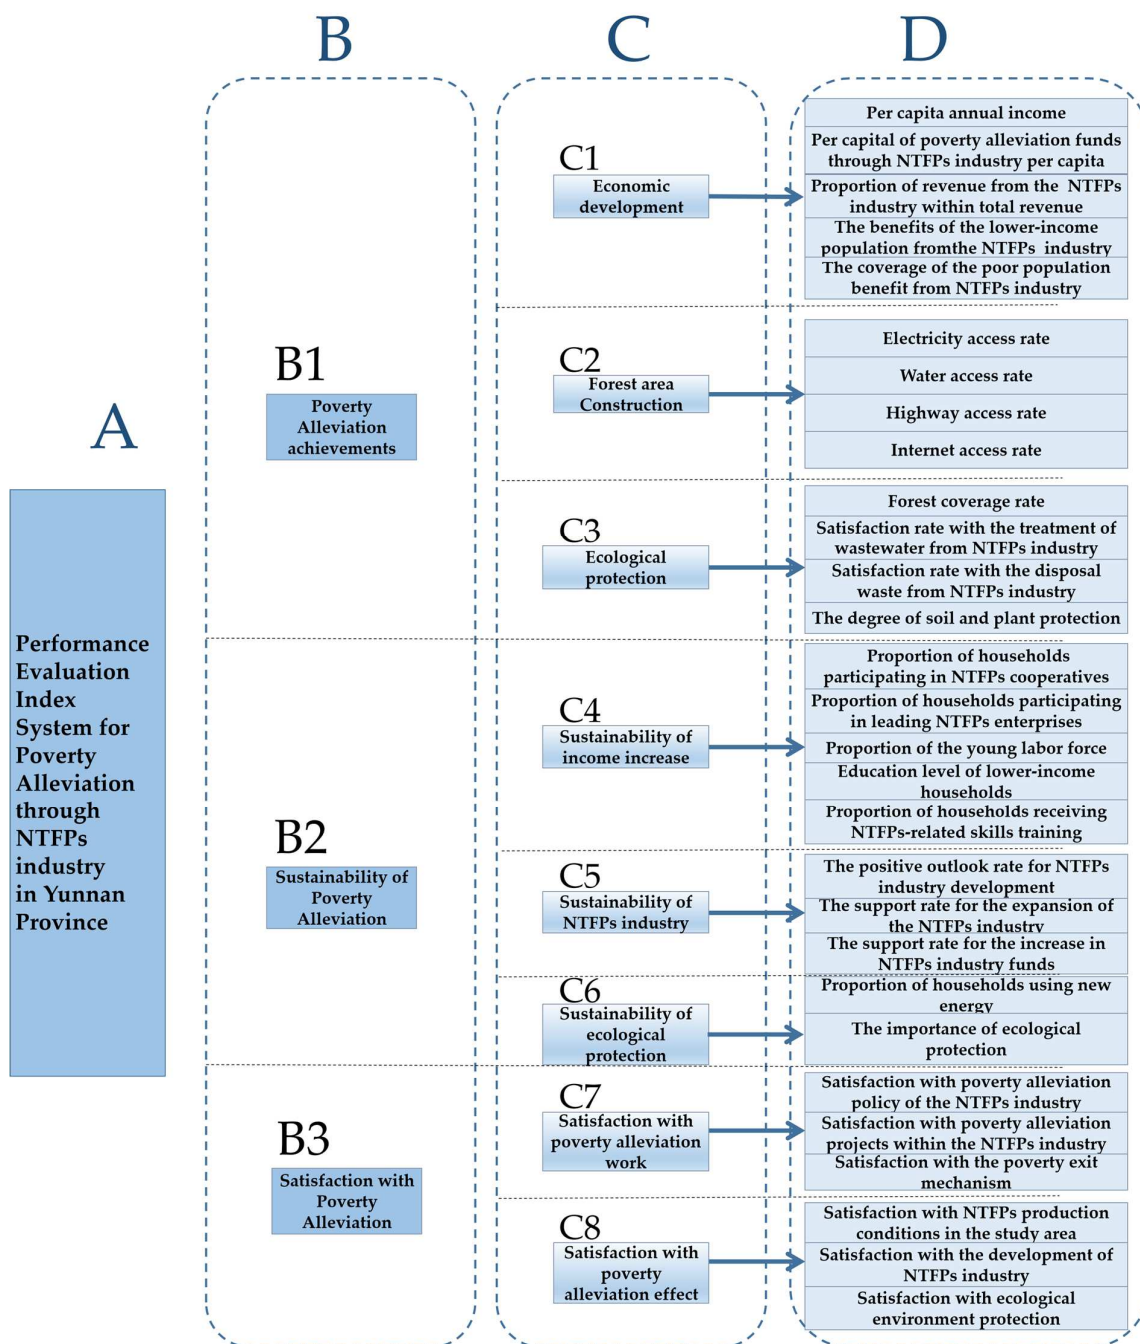 B
C
D
A
Performance
Evaluation
Index
System for
Poverty
Alleviation
through
NTFPs
industry
in Yunnan
Province
B1
Poverty
Alleviation
achievements
C1
Economic
development
Per capita annual income
Per capital of poverty alleviation funds
through NTFPs industry per capita
Proportion of revenue from the NTFPs
industry within total revenue
The benefits of the lower-income
population fromthe NTFPs industry
The coverage of the poor population
benefit from NTFPs industry
C2
Forest area
Construction
Electricity access rate
Water access rate
Highway access rate
Internet access rate
C3
Ecological
protection
Forest coverage rate
Satisfaction rate with the treatment of
wastewater from NTFPs industry
Satisfaction rate with the disposal
waste from NTFPs industry
The degree of soil and plant protection
B2
Sustainability of
Poverty
Alleviation
C4
Sustainability of
income increase
Proportion of households
participating in NTFPs cooperatives
Proportion of households participating
in leading NTFPs enterprises
Proportion of the young labor force
Education level of lower-income
households
Proportion of households receiving
NTFPs-related skills training
C5
Sustainability of
NTFPs industry
The positive outlook rate for NTFPs
industry development
The support rate for the expansion of
the NTFPs industry
The support rate for the increase in
NTFPs industry funds
C6
Sustainability of
ecological
protection
Proportion of households using new
energy
The importance of ecological
protection
B3
Satisfaction with
Poverty
Alleviation
C7
Satisfaction with
poverty alleviation
work
Satisfaction with poverty alleviation
policy of the NTFPs industry
Satisfaction with poverty alleviation
projects within the NTFPs industry
Satisfaction with the poverty exit
mechanism
C8
Satisfaction with
poverty
alleviation effect
Satisfaction with NTFPs production
conditions in the study area
Satisfaction with the development of
NTFPs industry
Satisfaction with ecological
environment protection